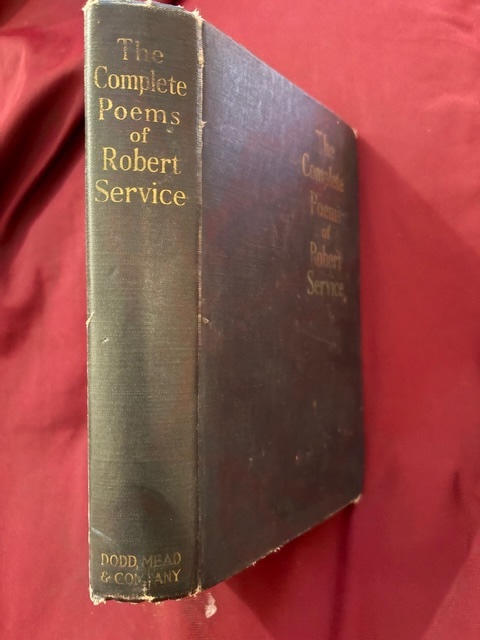 The
Complete
Poems
of
Robert
Service
DODD, MEAD
& COMPANY
The
Complete
Poems
of
Robert
Service